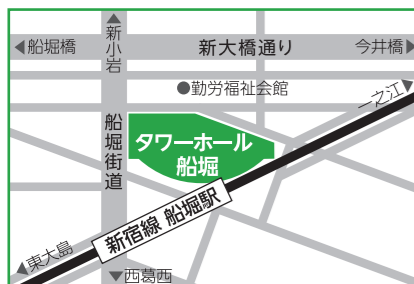 新小岩
船堀橋
新大橋通り
今井橋
勤労福祉会館
一之江
船堀街道
タワーホール
船堀
新宿線 船堀駅
東大島
西葛西